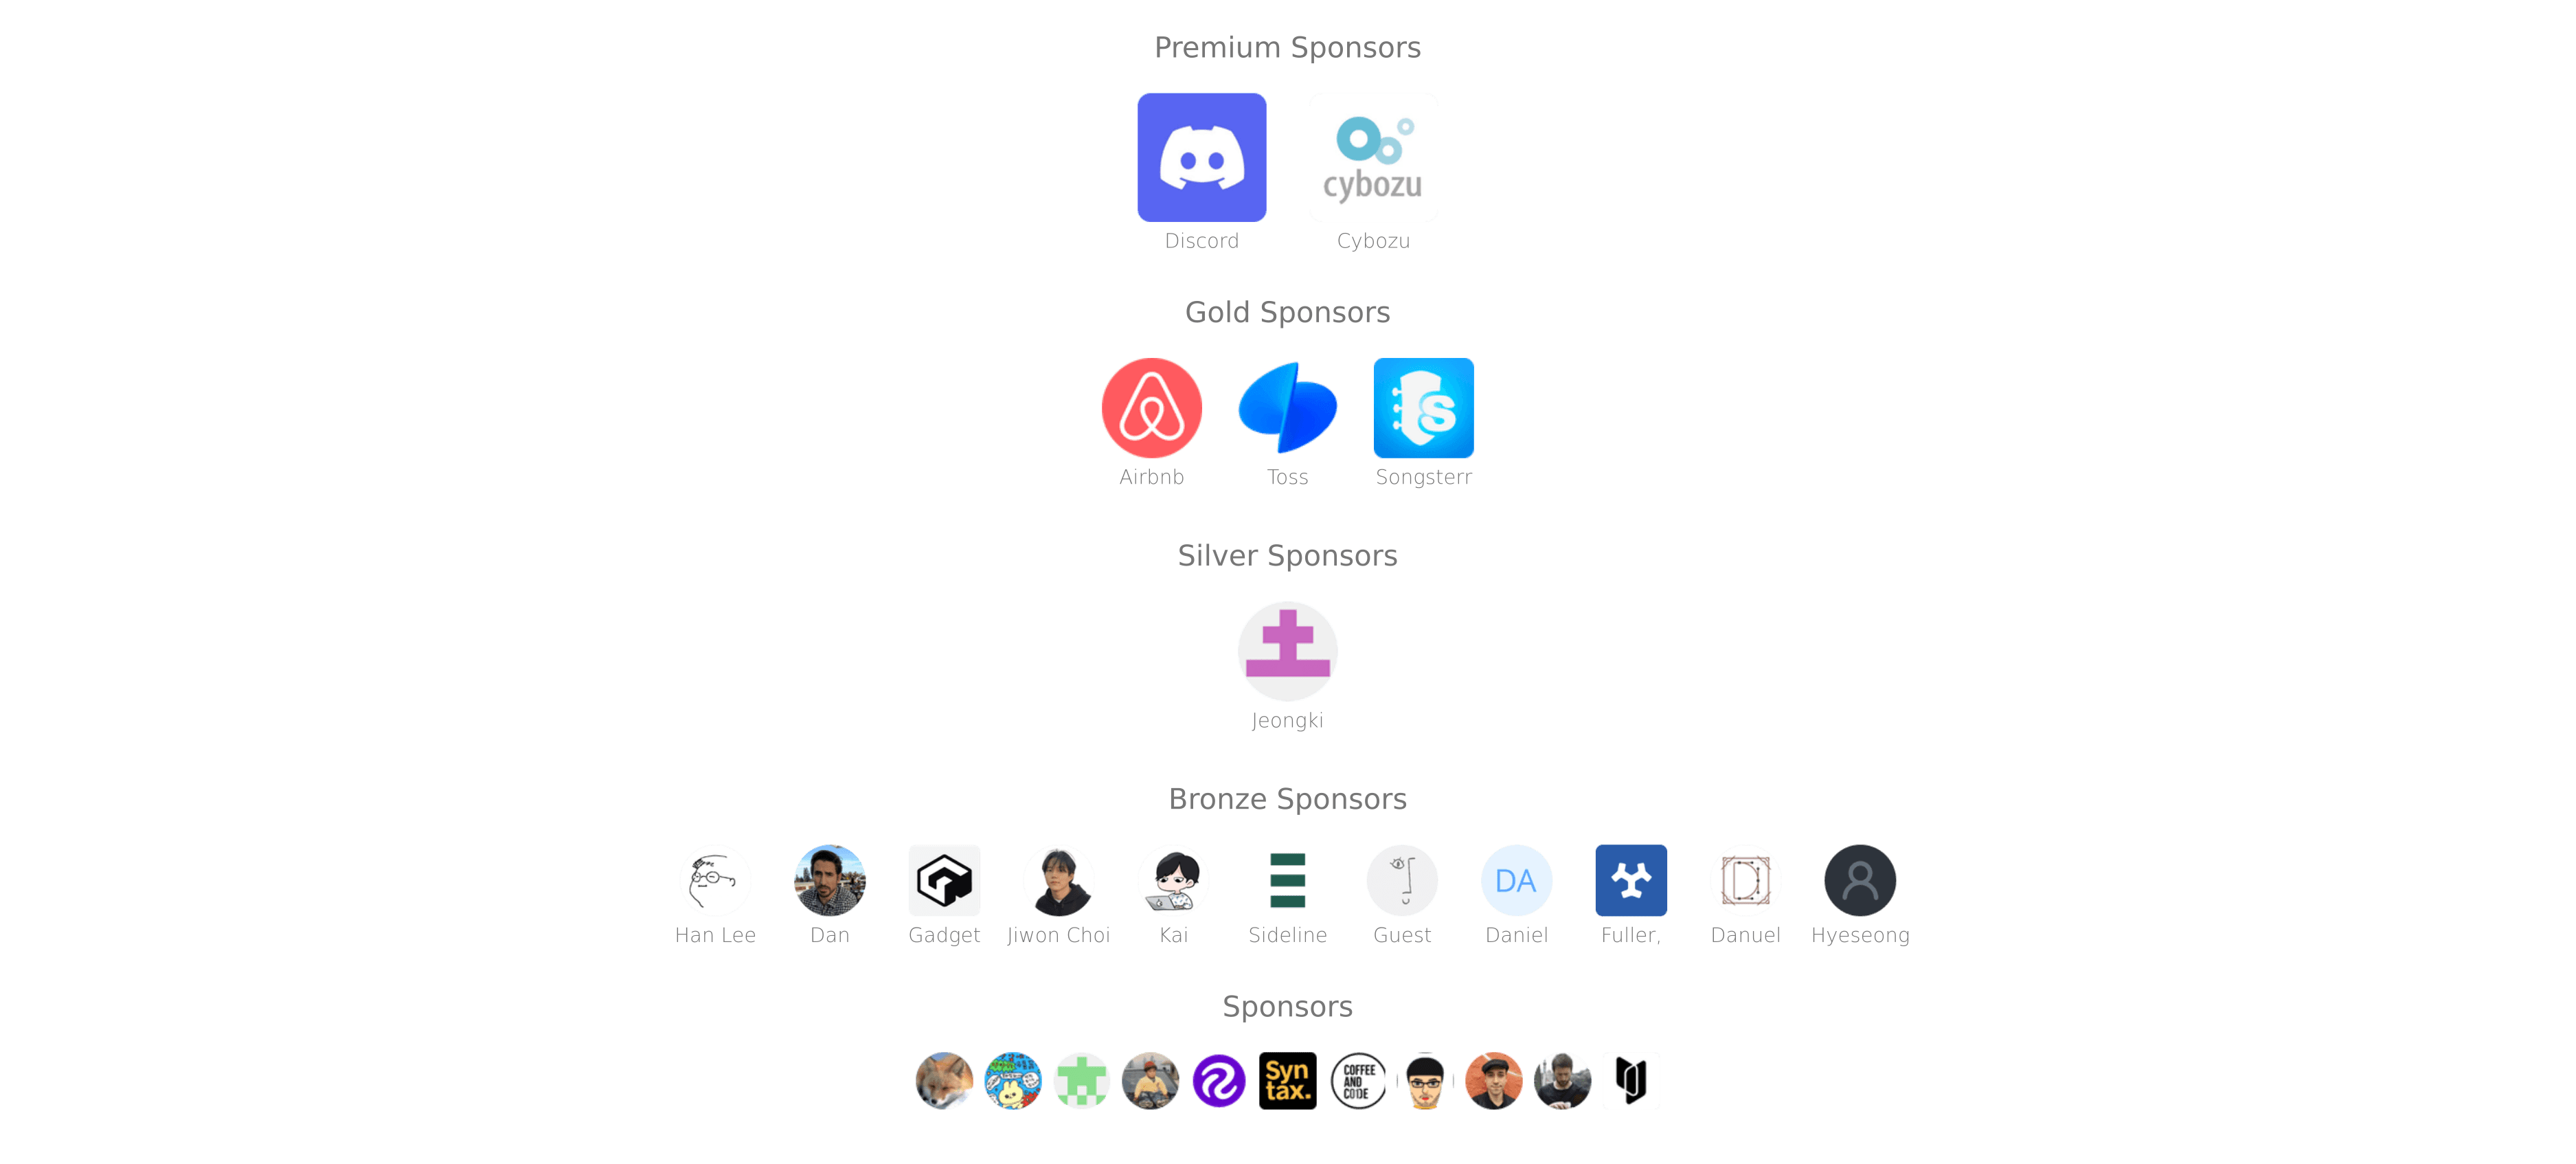 Premium Sponsors
cybozu
Discord Cybozu
Gold Sponsors
S
Airbnb Toss Songsterr
Silver Sponsors
Jeongki
Bronze Sponsors
DA
Han Lee Dan Gadget Jiwon Choi Kai Sideline Guest Daniel Fuller, Danuel Hyeseong
Sponsors
Syn
tax.
COFFEE
AND
CODE